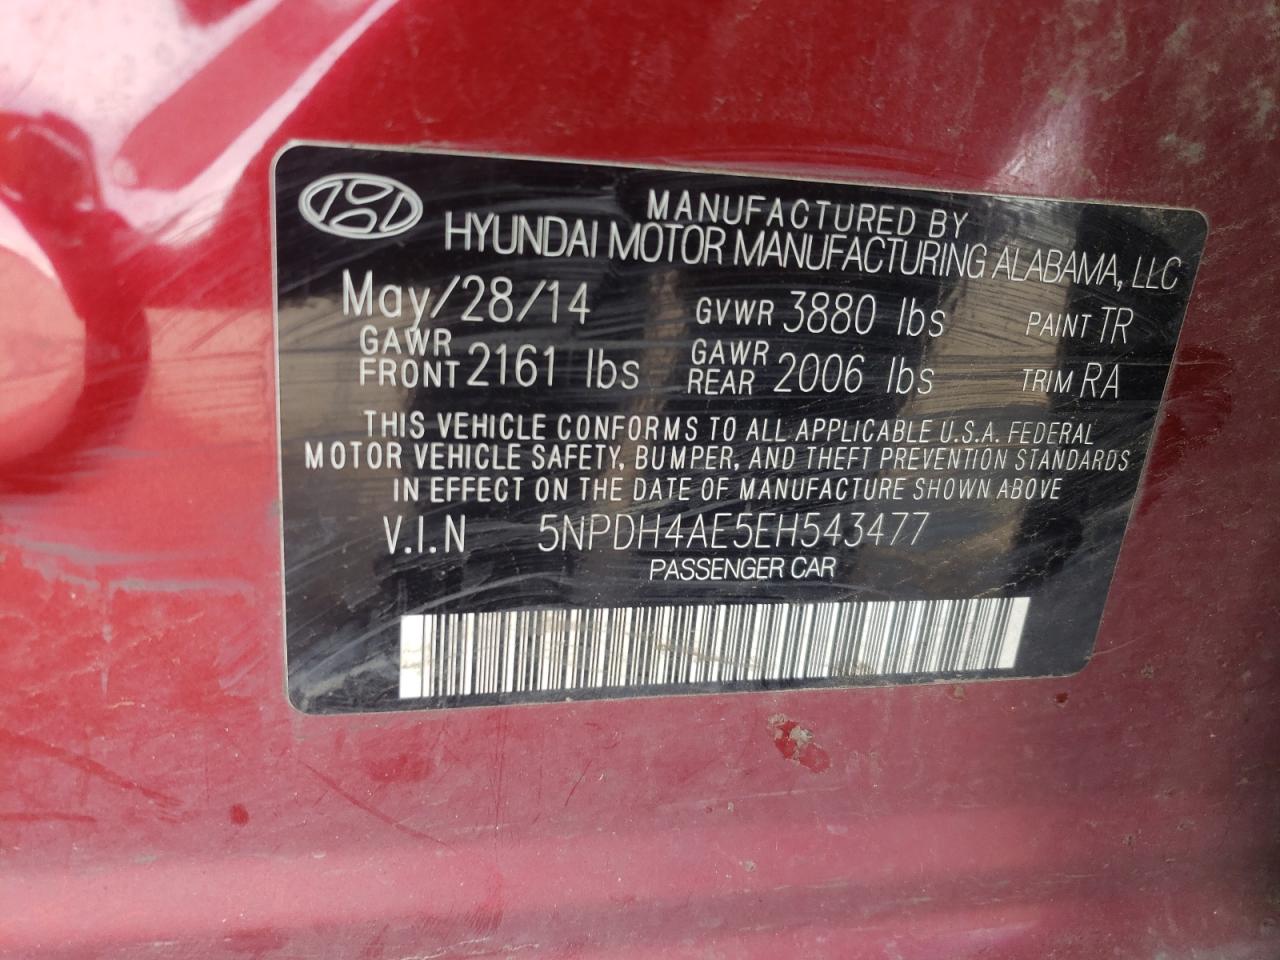 MANUFACTURED BY
HYUNDAI MOTOR MANUFACTURING ALABAMA, LLC
May/28/14 GVWR 3880 lbs PAINT TR
GAWR FRONT 2161 lbs GAWR REAR 2006 lbs TRIM RA
THIS VEHICLE CONFORMS TO ALL APPLICABLE U.S.A. FEDERAL
MOTOR VEHICLE SAFETY, BUMPER, AND THEFT PREVENTION STANDARDS
IN EFFECT ON THE DATE OF MANUFACTURE SHOWN ABOVE
V.I.N 5NPDH4AE5EH543477
PASSENGER CAR